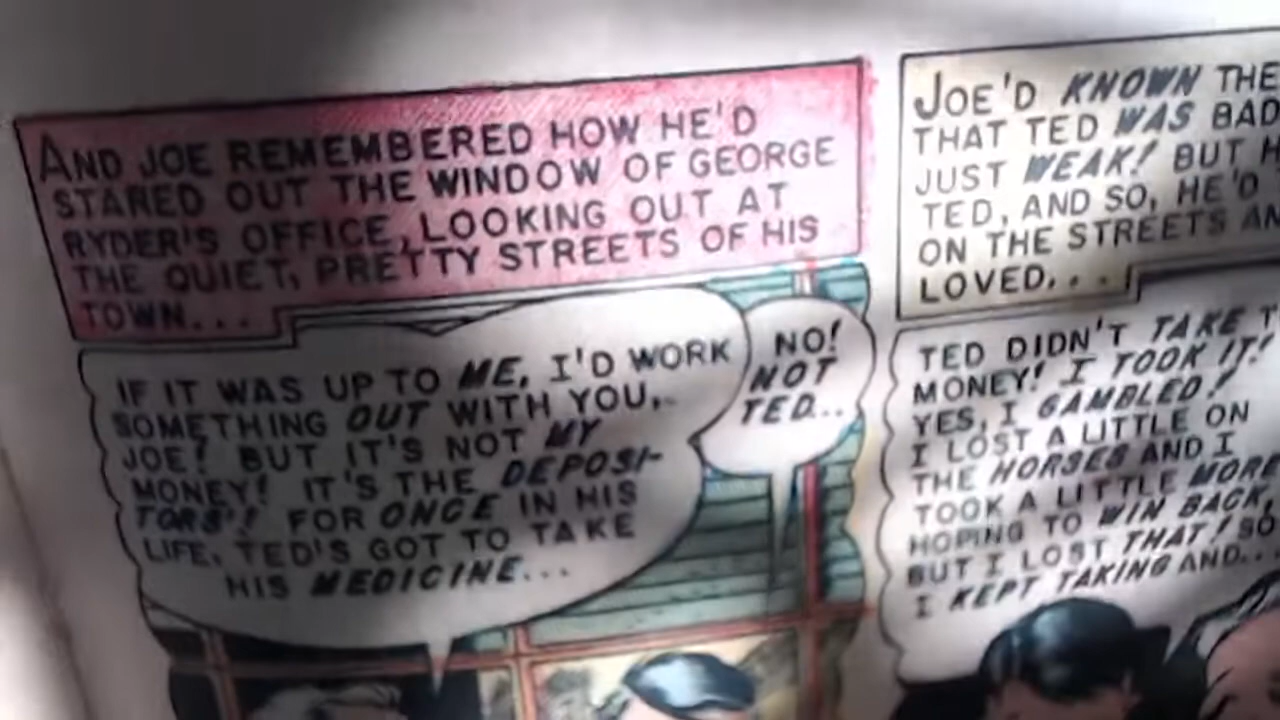 AND JOE REMEMBERED HOW HE'D
STARED OUT THE WINDOW OF GEORGE
RYDER'S OFFICE, LOOKING OUT AT
THE QUIET, PRETTY STREETS OF HIS
TOWN...
IF IT WAS UP TO ME, I'D WORK
SOMETHING OUT WITH YOU,
JOE! BUT IT'S NOT MY
MONEY! IT'S THE DEPOSI-
TORS'! FOR ONCE IN HIS
LIFE, TED'S GOT TO TAKE
HIS MEDICINE...
NO!
NOT
TED...
JOE'D KNOWN THE
THAT TED WAS BAD
JUST WEAK! BUT H
TED, AND SO, HE'D
ON THE STREETS AN
LOVED...
TED DIDN'T TAKE T
MONEY! I TOOK IT!
YES, I GAMBLED!
I LOST A LITTLE ON
THE HORSES AND I
TOOK A LITTLE MORE
HOPING TO WIN BACK,
BUT I LOST THAT! SO
I KEPT TAKING AND...